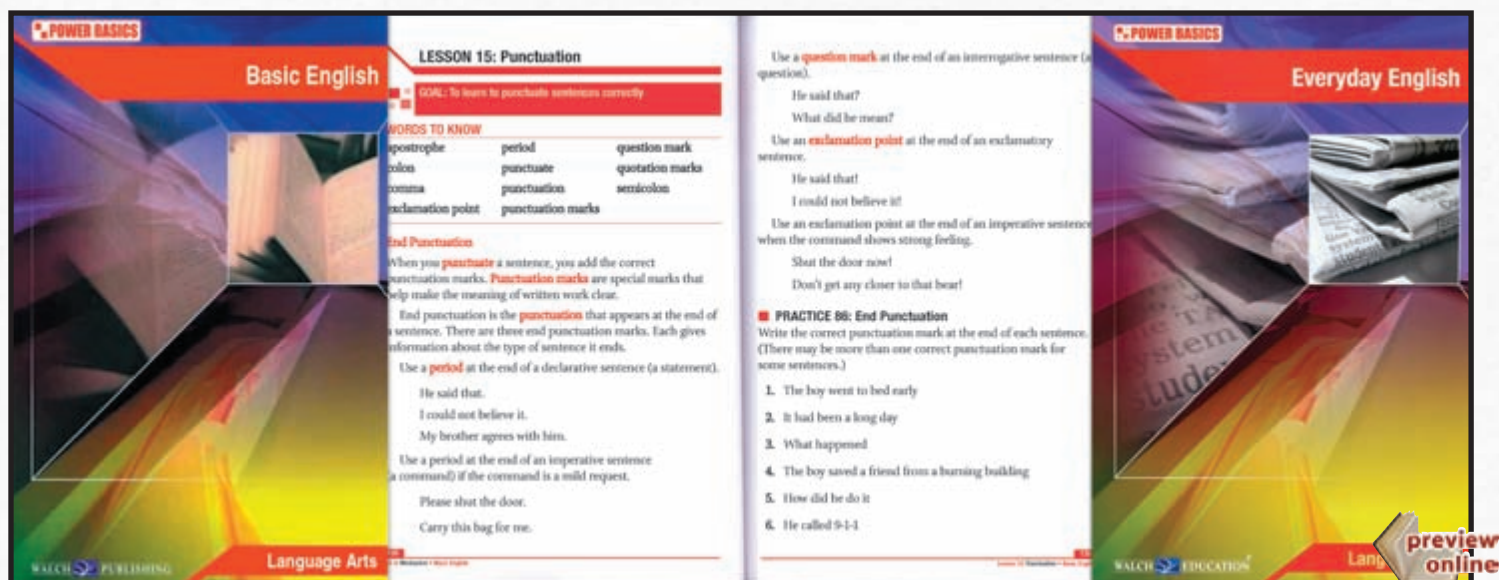 POWER BASICS
Basic English
WALCH PUBLISHING
Language Arts
LESSON 15: Punctuation
GOAL: To learn to punctuate sentences correctly
WORDS TO KNOW
apostrophe period question mark
colon punctuate quotation marks
comma punctuation semicolon
exclamation point punctuation marks
End Punctuation
When you punctuate a sentence, you add the correct
punctuation marks. Punctuation marks are special marks that
help make the meaning of written work clear.
End punctuation is the punctuation that appears at the end of
a sentence. There are three end punctuation marks. Each gives
information about the type of sentence it ends.
Use a period at the end of a declarative sentence (a statement).
He said that.
I could not believe it.
My brother agrees with him.
Use a period at the end of an imperative sentence
(a command) if the command is a mild request.
Please shut the door.
Carry this bag for me.
Use a question mark at the end of an interrogative sentence (a
question).
He said that?
What did he mean?
Use an exclamation point at the end of an exclamatory
sentence.
He said that!
I could not believe it!
Use an exclamation point at the end of an imperative sentence
when the command shows strong feeling.
Shut the door now!
Don't get any closer to that bear!
PRACTICE 86: End Punctuation
Write the correct punctuation mark at the end of each sentence.
(There may be more than one correct punctuation mark for
some sentences.)
1. The boy went to bed early
2. It had been a long day
3. What happened
4. The boy saved a friend from a burning building
5. How did he do it
6. He called 9-1-1
POWER BASICS
Everyday English
system
stude
WALCH EDUCATION
Lang
preview
online